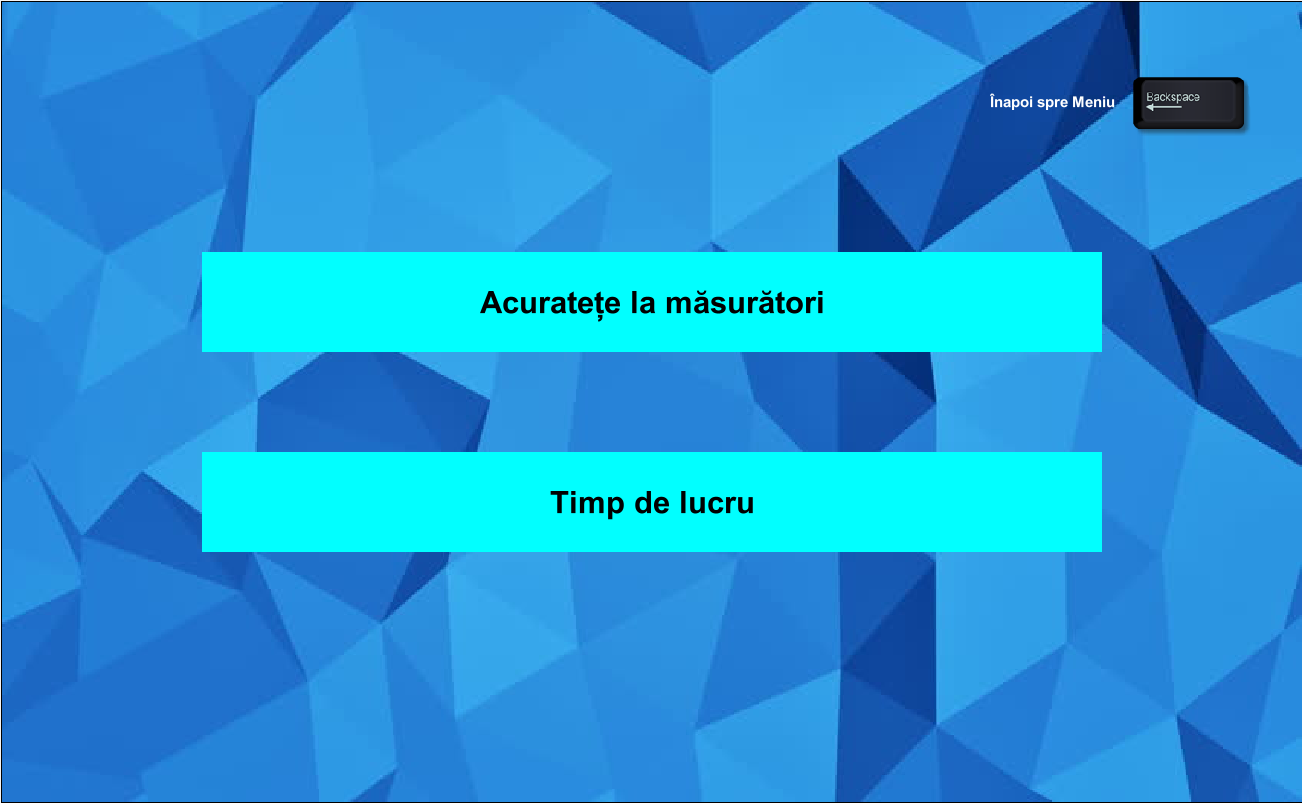 Înapoi spre Meniu
Backspace
Acuratețe la măsurători
Timp de lucru